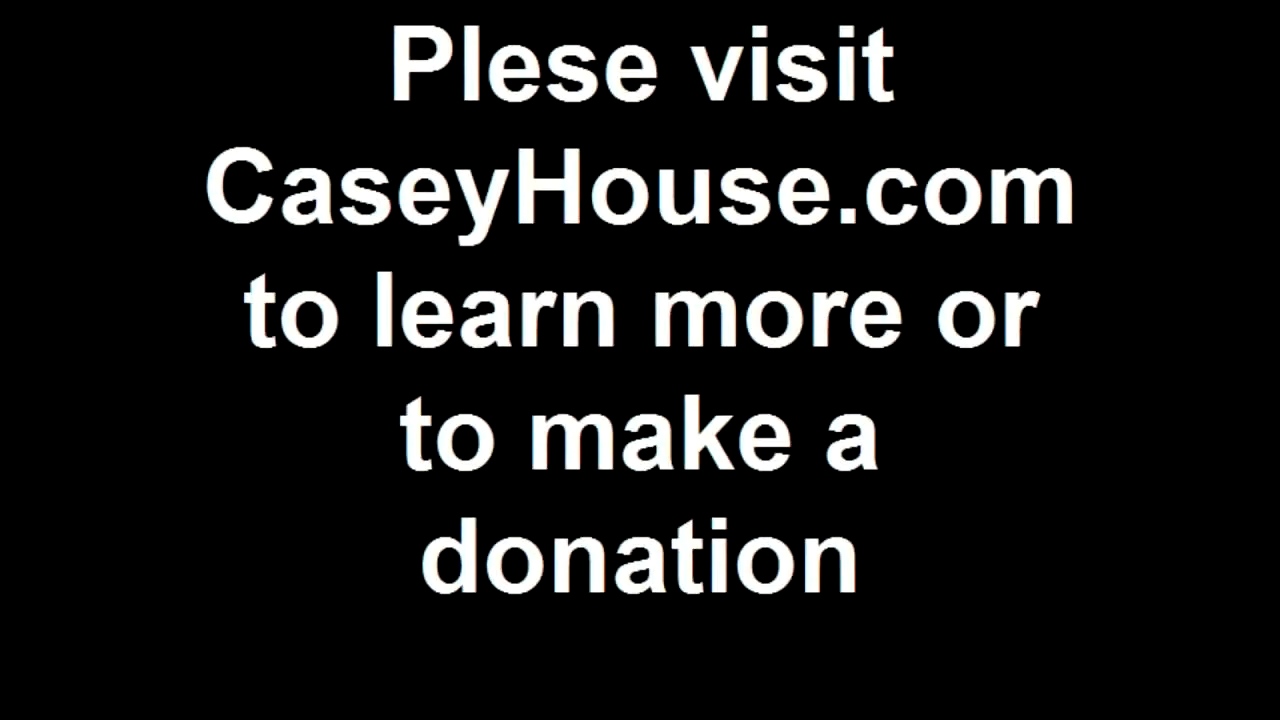 Plese visit
CaseyHouse.com
to learn more or
to make a
donation